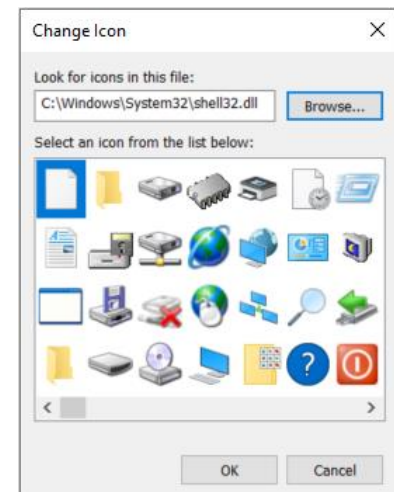 Change Icon
Look for icons in this file:
C:\Windows\System32\shell32.dll
Browse...
Select an icon from the list below:
OK
Cancel